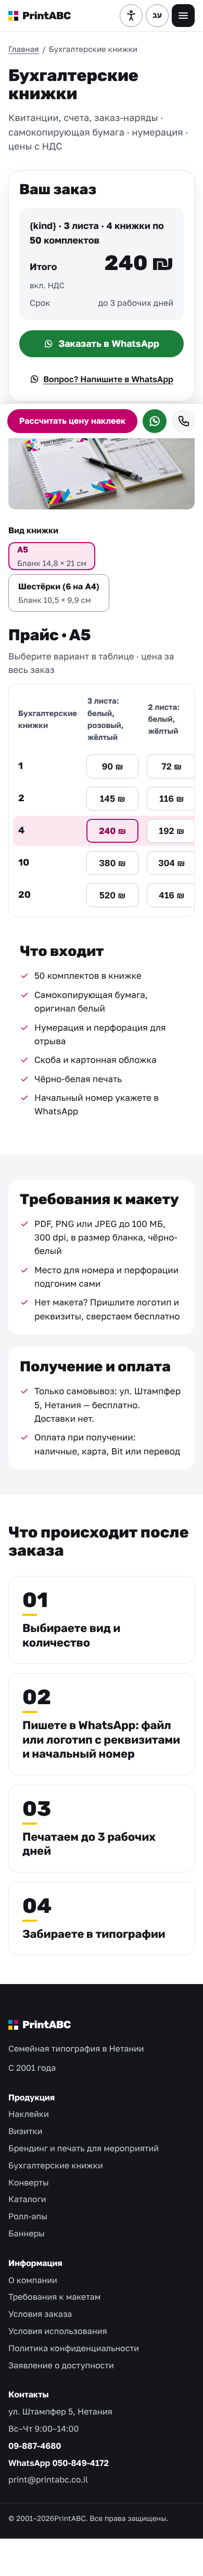 PrintABC
עב
Главная / Бухгалтерские книжки
Бухгалтерские
книжки
Квитанции, счета, заказ-наряды ·
самокопирующая бумага · нумерация ·
цены с НДС
Ваш заказ
(kind) · 3 листа · 4 книжки по
50 комплектов
Итого 240 ₪
вкл. НДС
Срок до 3 рабочих дней
Заказать в WhatsApp
Вопрос? Напишите в WhatsApp
Рассчитать цену наклеек
Вид книжки
A5
Бланк 14,8 × 21 см
Шестёрки (6 на A4)
Бланк 10,5 × 9,9 см
Прайс · A5
Выберите вариант в таблице · цена за
весь заказ
Бухгалтерские
книжки
3 листа:
белый,
розовый,
жёлтый
2 листа:
белый,
жёлтый
1 90 ₪ 72 ₪
2 145 ₪ 116 ₪
4 240 ₪ 192 ₪
10 380 ₪ 304 ₪
20 520 ₪ 416 ₪
Что входит
50 комплектов в книжке
Самокопирующая бумага,
оригинал белый
Нумерация и перфорация для
отрыва
Скоба и картонная обложка
Чёрно-белая печать
Начальный номер укажете в
WhatsApp
Требования к макету
PDF, PNG или JPEG до 100 МБ,
300 dpi, в размер бланка, чёрно-
белый
Место для номера и перфорации
подгоним сами
Нет макета? Пришлите логотип и
реквизиты, сверстаем бесплатно
Получение и оплата
Только самовывоз: ул. Штампфер
5, Нетания — бесплатно.
Доставки нет.
Оплата при получении:
наличные, карта, Bit или перевод
Что происходит после
заказа
01
Выбираете вид и
количество
02
Пишете в WhatsApp: файл
или логотип с реквизитами
и начальный номер
03
Печатаем до 3 рабочих
дней
04
Забираете в типографии
PrintABC
Семейная типография в Нетании
С 2001 года
Продукция
Наклейки
Визитки
Брендинг и печать для мероприятий
Бухгалтерские книжки
Конверты
Каталоги
Ролл-апы
Баннеры
Информация
О компании
Требования к макетам
Условия заказа
Условия использования
Политика конфиденциальности
Заявление о доступности
Контакты
ул. Штампфер 5, Нетания
Вс–Чт 9:00–14:00
09-887-4680
WhatsApp 050-849-4172
print@printabc.co.il
© 2001–2026PrintABC. Все права защищены.